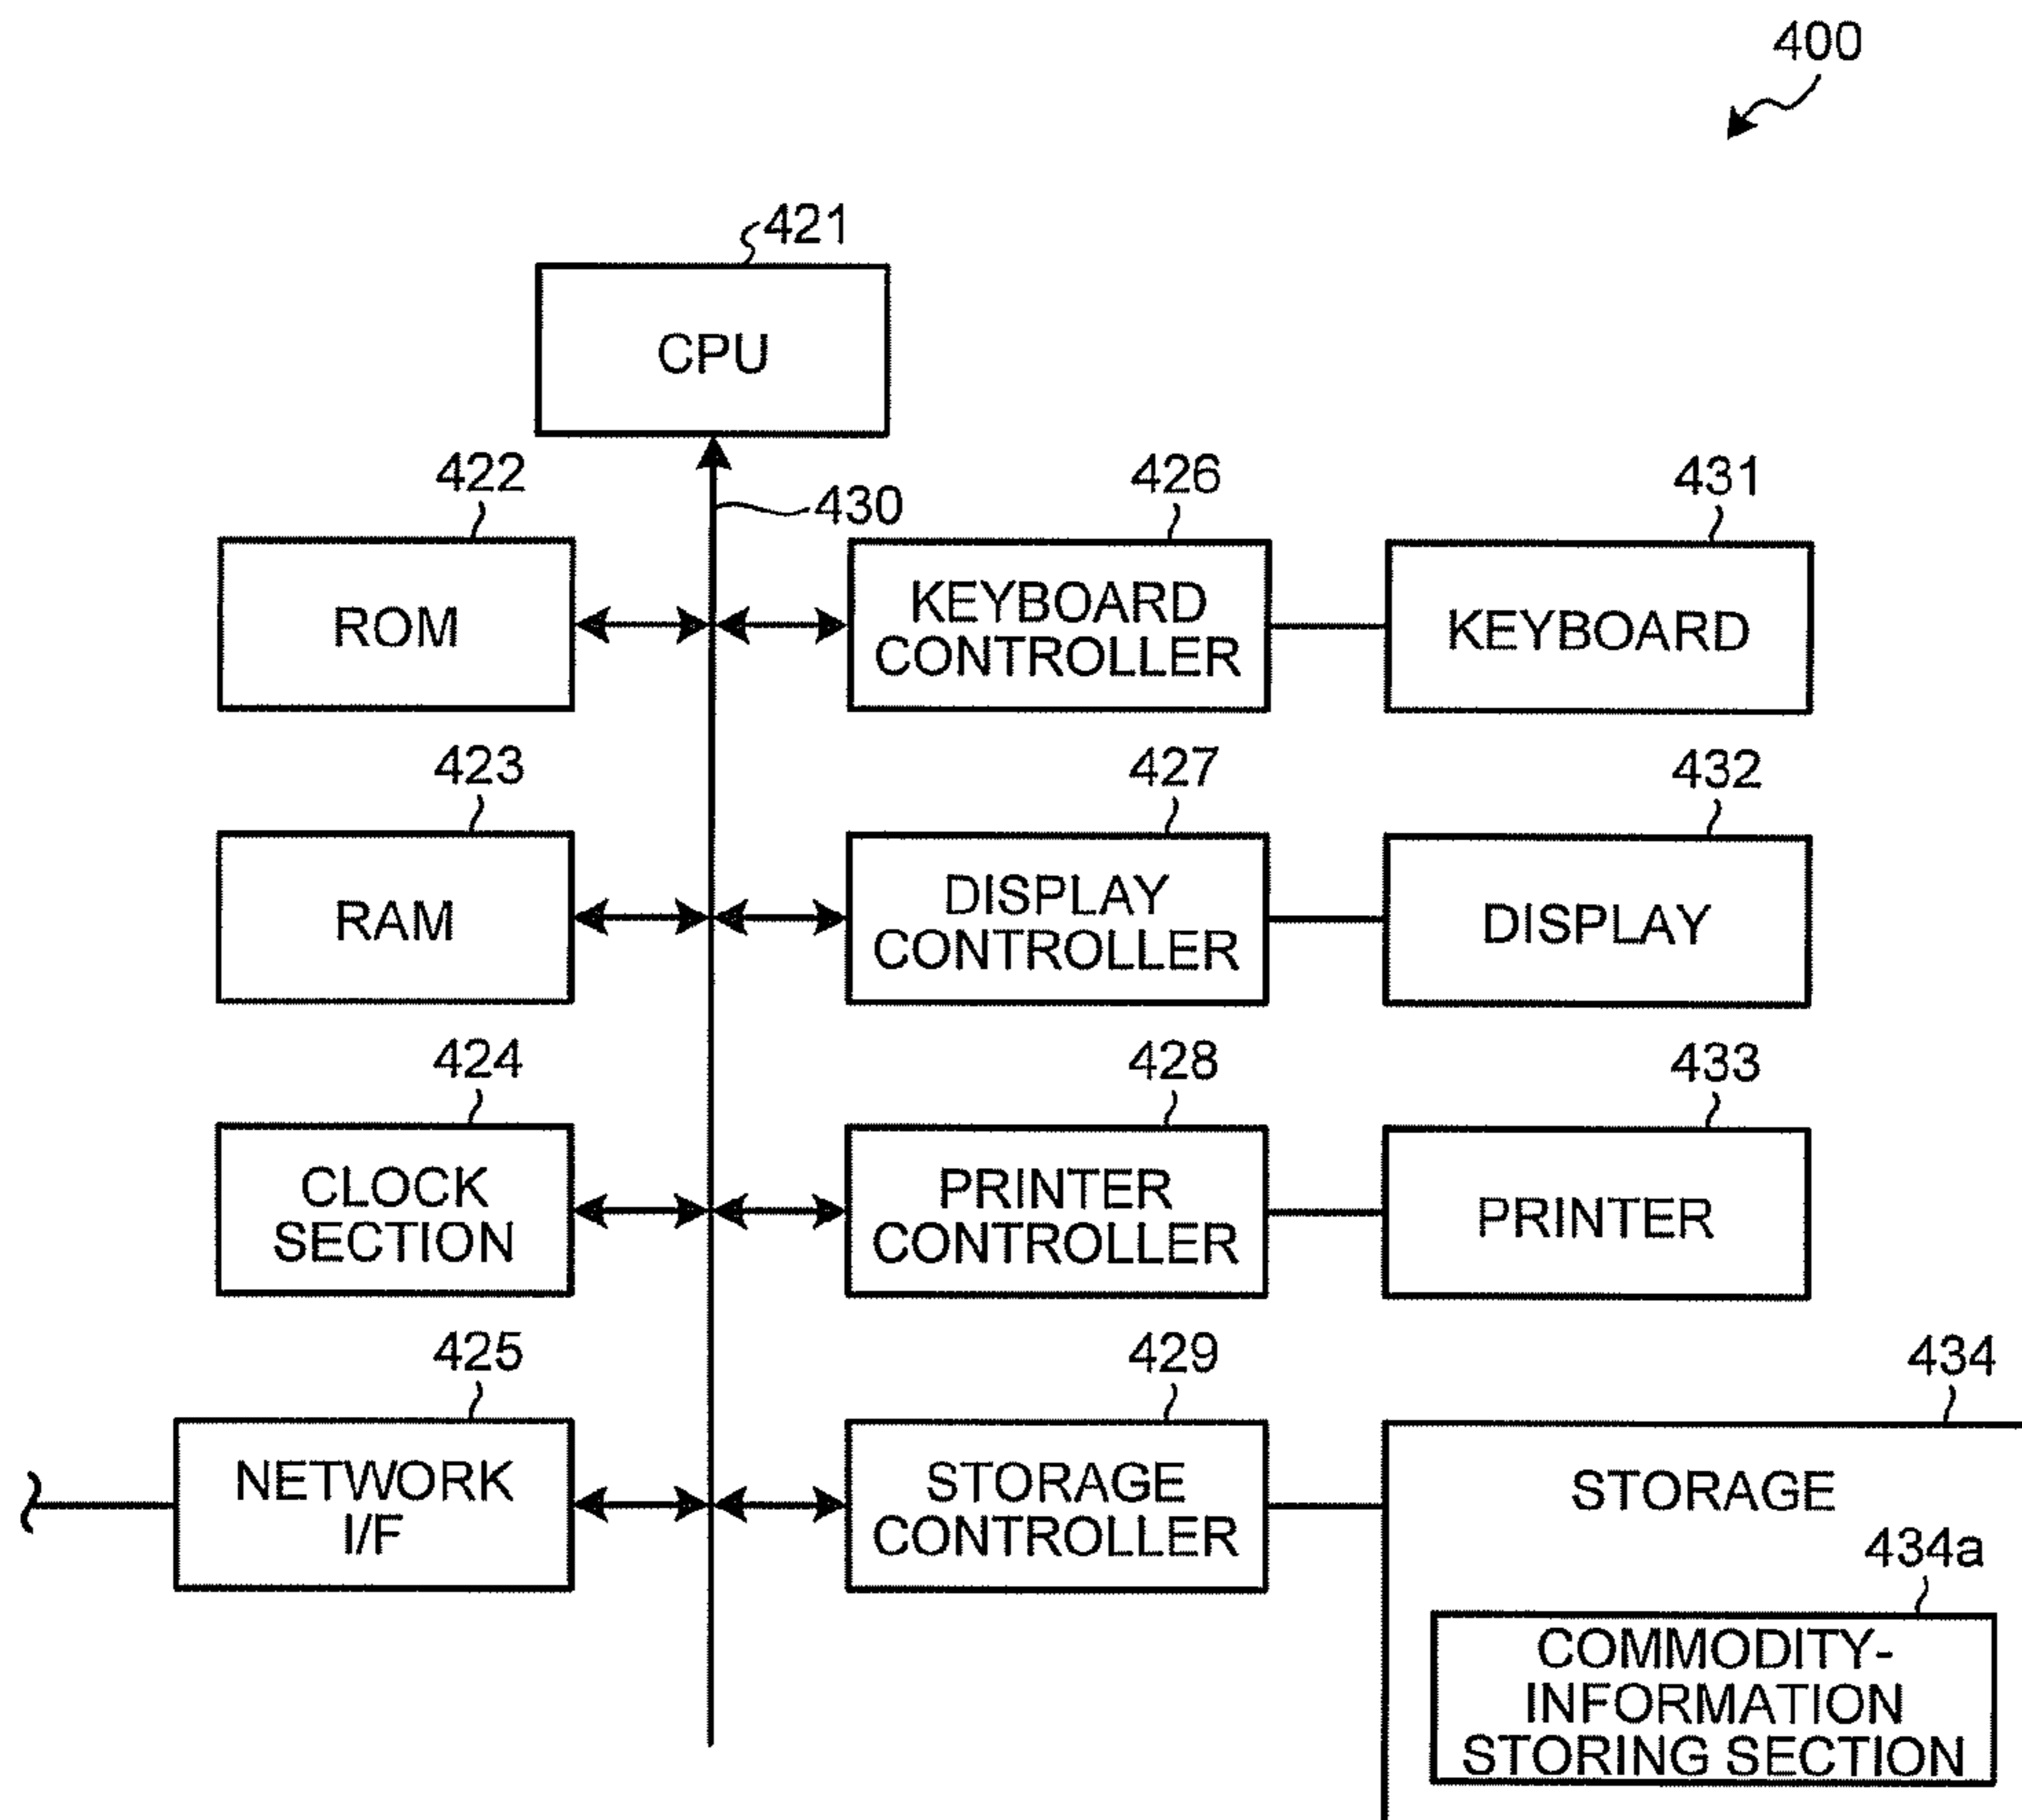 400
421
CPU
430
422
426
431
ROM
KEYBOARD
CONTROLLER
KEYBOARD
423
427
432
RAM
DISPLAY
CONTROLLER
DISPLAY
424
428
433
CLOCK
SECTION
PRINTER
CONTROLLER
PRINTER
425
429
434
NETWORK
I/F
STORAGE
CONTROLLER
STORAGE
434a
COMMODITY-
INFORMATION
STORING SECTION